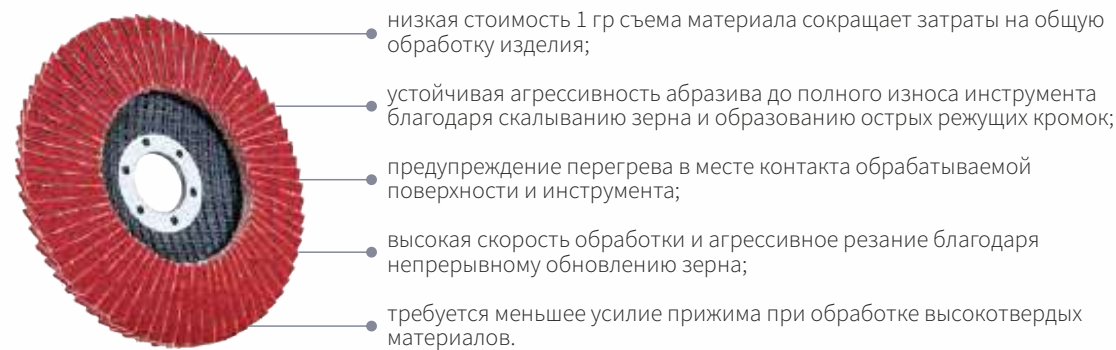 низкая стоимость 1 гр съема материала сокращает затраты на общую
обработку изделия;
устойчивая агрессивность абразива до полного износа инструмента
благодаря скалыванию зерна и образованию острых режущих кромок;
предупреждение перегрева в месте контакта обрабатываемой
поверхности и инструмента;
высокая скорость обработки и агрессивное резание благодаря
непрерывному обновлению зерна;
требуется меньшее усилие прижима при обработке высокотвердых
материалов.